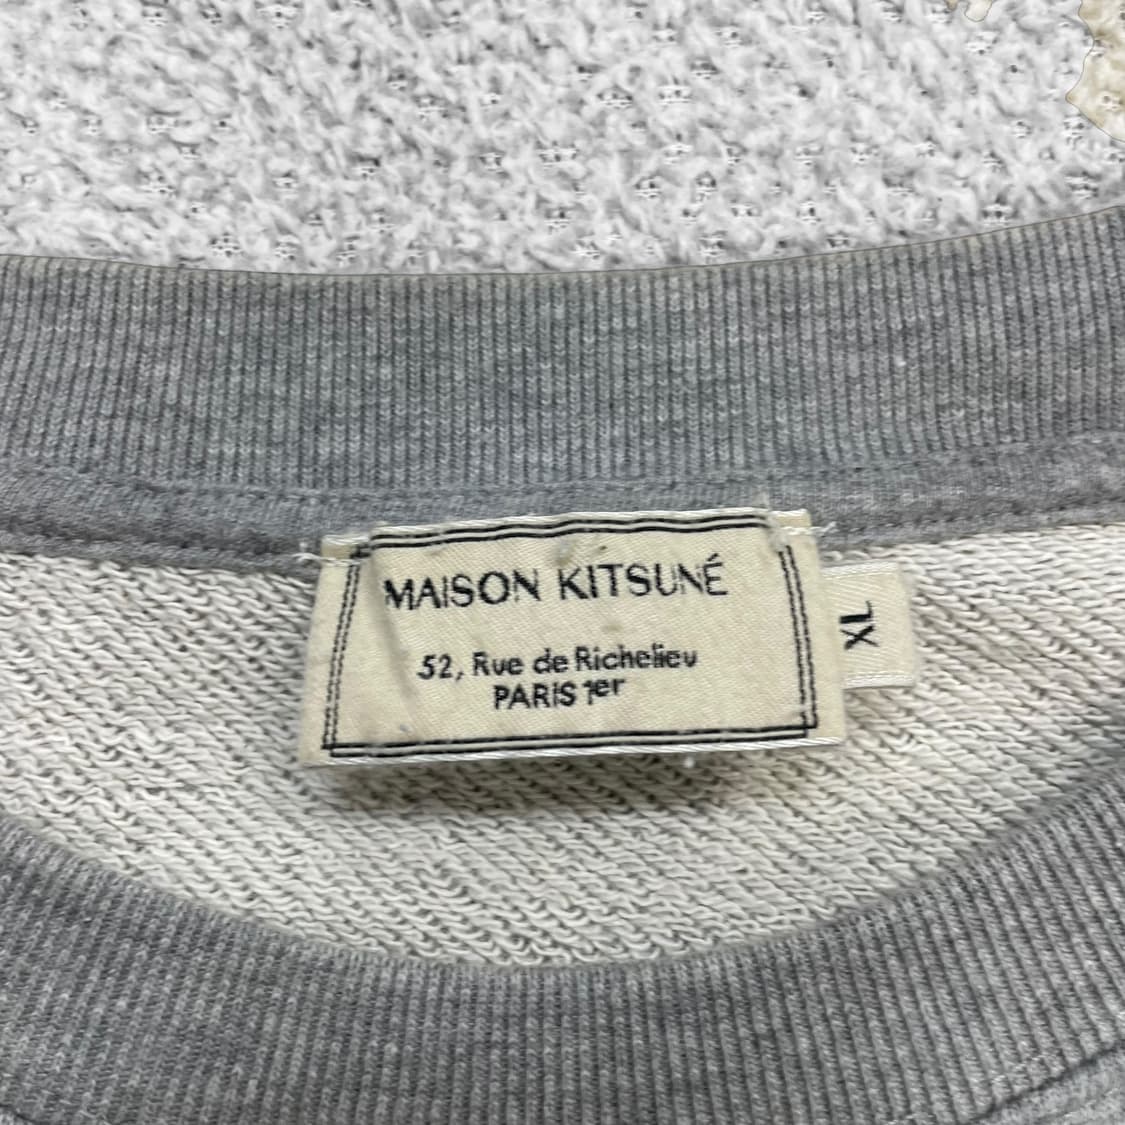 MAISON KITSUNÉ
52, Rue de Richelieu
PARIS 1er
XL